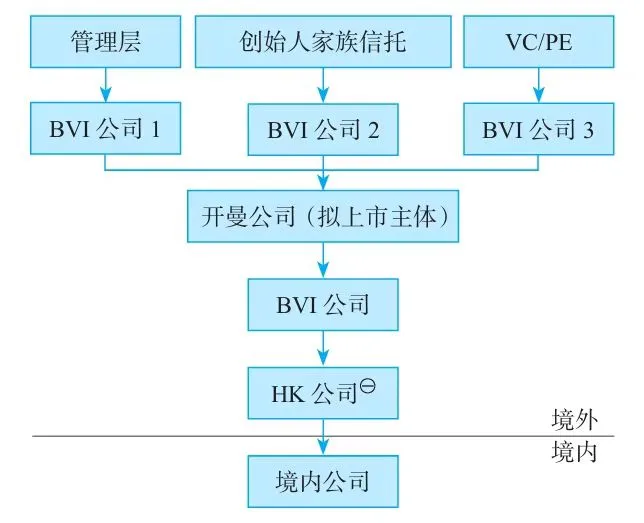 管理层
创始人家族信托
VC/PE
BVI 公司 1
BVI 公司 2
BVI 公司 3
开曼公司（拟上市主体）
BVI 公司
HK 公司㊀
境外
境内
境内公司